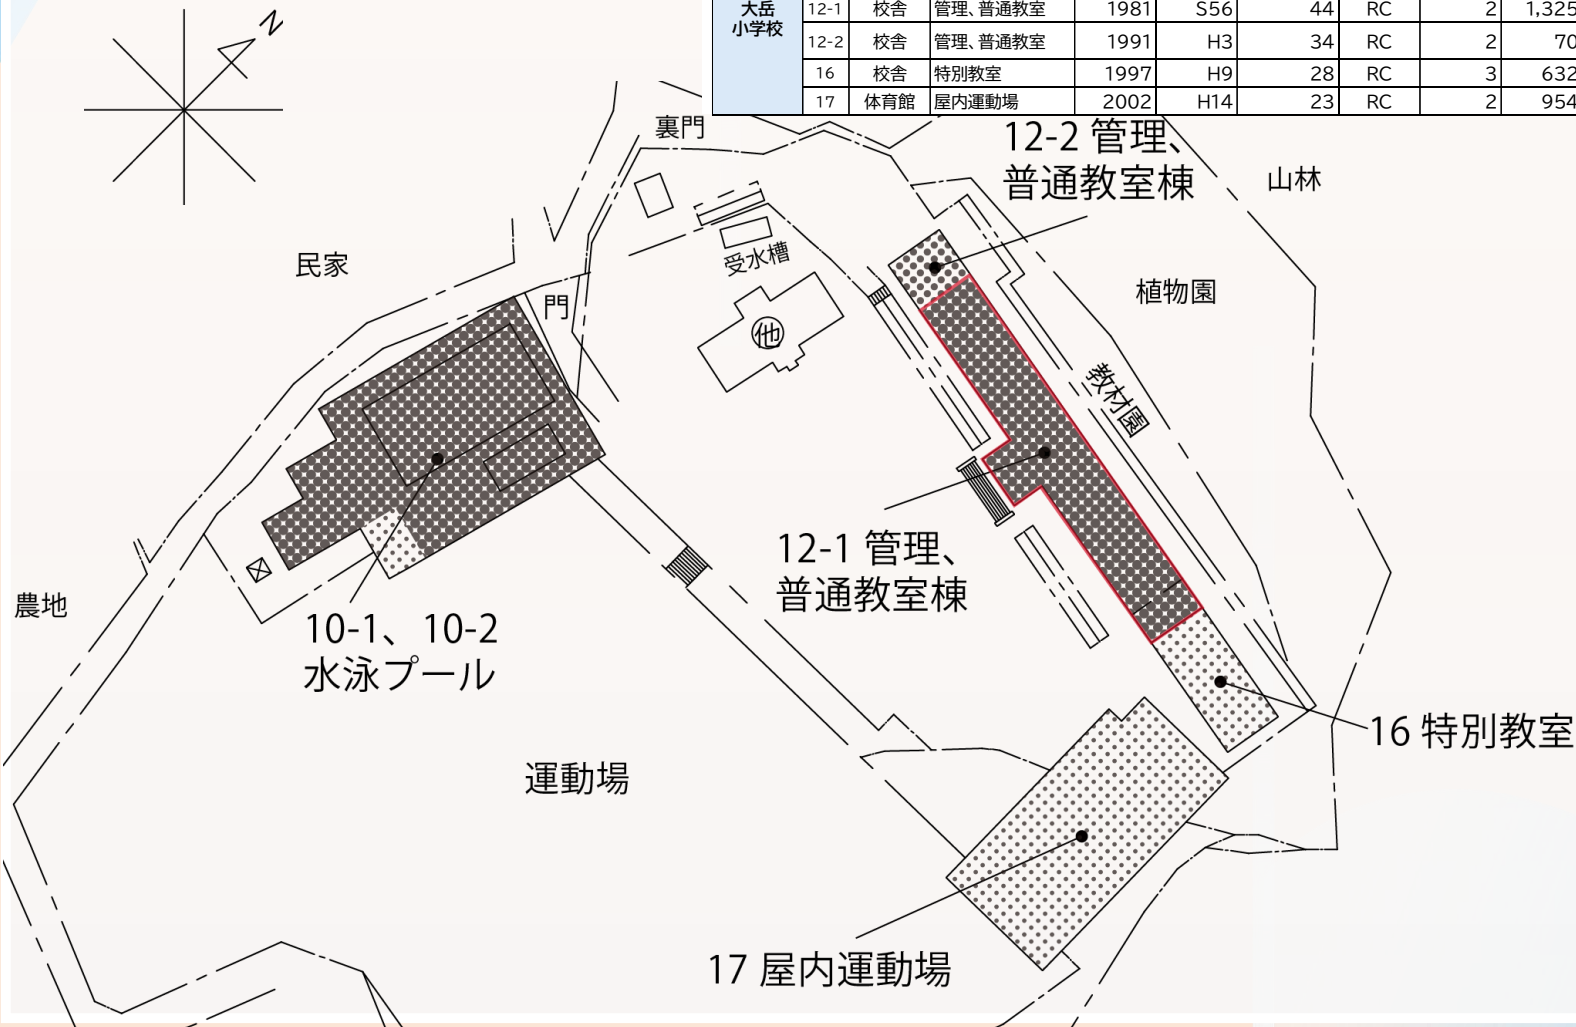 大岳
小学校
12-1 校舎 管理、普通教室 1981 S56 44 RC 2 1,325
12-2 校舎 管理、普通教室 1991 H3 34 RC 2 70
16 校舎 特別教室 1997 H9 28 RC 3 632
17 体育館 屋内運動場 2002 H14 23 RC 2 954
N
裏門
12-2 管理、
普通教室棟
山林
民家
受水槽
植物園
門
他
教材園
12-1 管理、
普通教室棟
農地
10-1、10-2
水泳プール
16 特別教室
運動場
17 屋内運動場